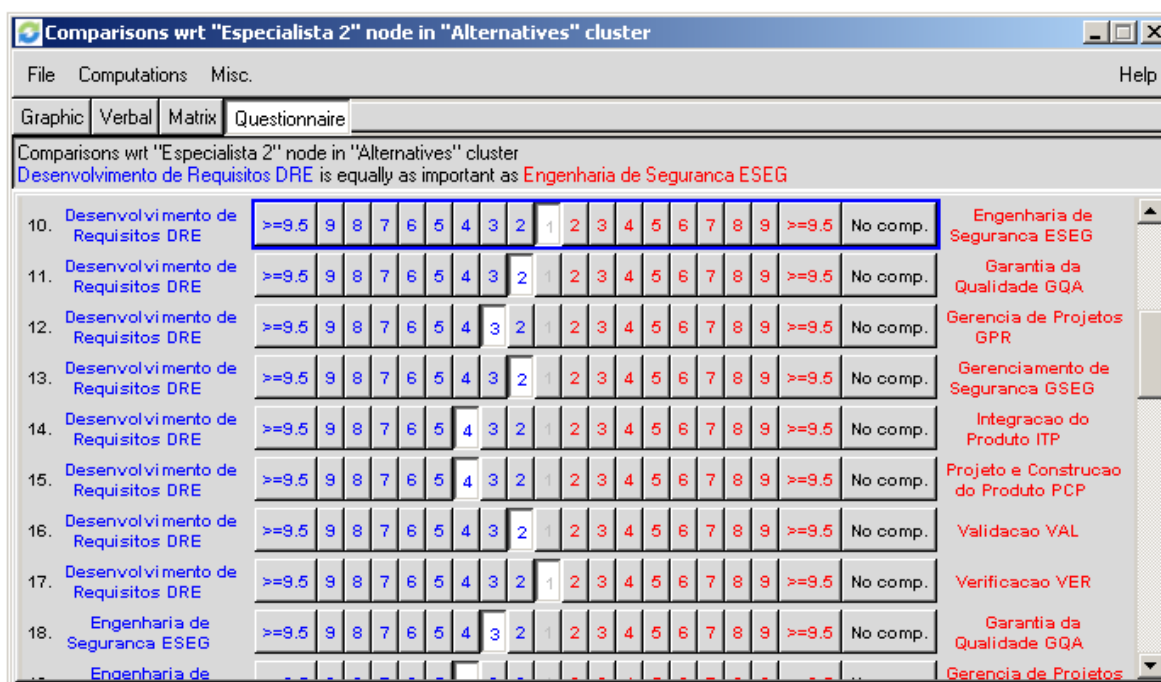 Comparisons wrt "Especialista 2" node in "Alternatives" cluster
File Computations Misc. Help
Graphic Verbal Matrix Questionnaire
Comparisons wrt "Especialista 2" node in "Alternatives" cluster
Desenvolvimento de Requisitos DRE is equally as important as Engenharia de Seguranca ESEG
10. Desenvolvimento de Requisitos DRE >=9.5 9 8 7 6 5 4 3 2 1 2 3 4 5 6 7 8 9 >=9.5 No comp. Engenharia de Seguranca ESEG
11. Desenvolvimento de Requisitos DRE >=9.5 9 8 7 6 5 4 3 2 1 2 3 4 5 6 7 8 9 >=9.5 No comp. Garantia da Qualidade GQA
12. Desenvolvimento de Requisitos DRE >=9.5 9 8 7 6 5 4 3 2 1 2 3 4 5 6 7 8 9 >=9.5 No comp. Gerencia de Projetos GPR
13. Desenvolvimento de Requisitos DRE >=9.5 9 8 7 6 5 4 3 2 1 2 3 4 5 6 7 8 9 >=9.5 No comp. Gerenciamento de Seguranca GSEG
14. Desenvolvimento de Requisitos DRE >=9.5 9 8 7 6 5 4 3 2 1 2 3 4 5 6 7 8 9 >=9.5 No comp. Integracao do Produto ITP
15. Desenvolvimento de Requisitos DRE >=9.5 9 8 7 6 5 4 3 2 1 2 3 4 5 6 7 8 9 >=9.5 No comp. Projeto e Construcao do Produto PCP
16. Desenvolvimento de Requisitos DRE >=9.5 9 8 7 6 5 4 3 2 1 2 3 4 5 6 7 8 9 >=9.5 No comp. Validacao VAL
17. Desenvolvimento de Requisitos DRE >=9.5 9 8 7 6 5 4 3 2 1 2 3 4 5 6 7 8 9 >=9.5 No comp. Verificacao VER
18. Engenharia de Seguranca ESEG >=9.5 9 8 7 6 5 4 3 2 1 2 3 4 5 6 7 8 9 >=9.5 No comp. Garantia da Qualidade GQA
Engenharia de Gerencia de Projetos